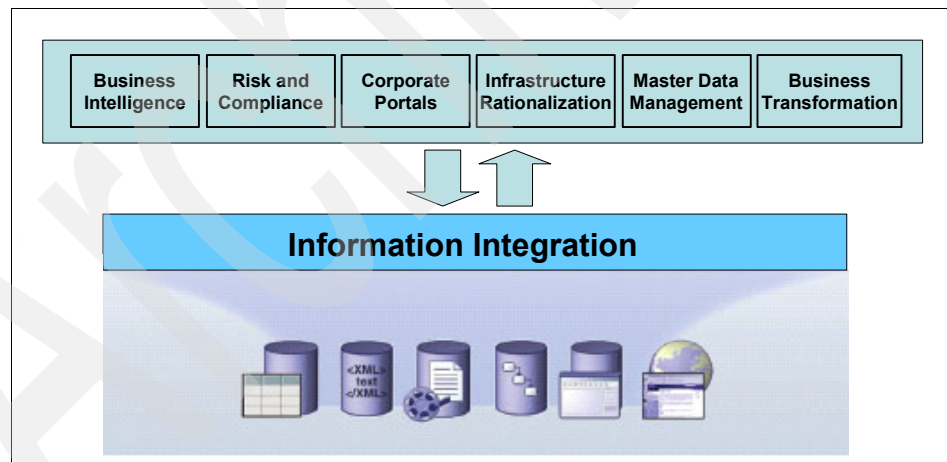 Business
Intelligence
Risk and
Compliance
Corporate
Portals
Infrastructure
Rationalization
Master Data
Management
Business
Transformation
Information Integration
<XML>
text
</XML>